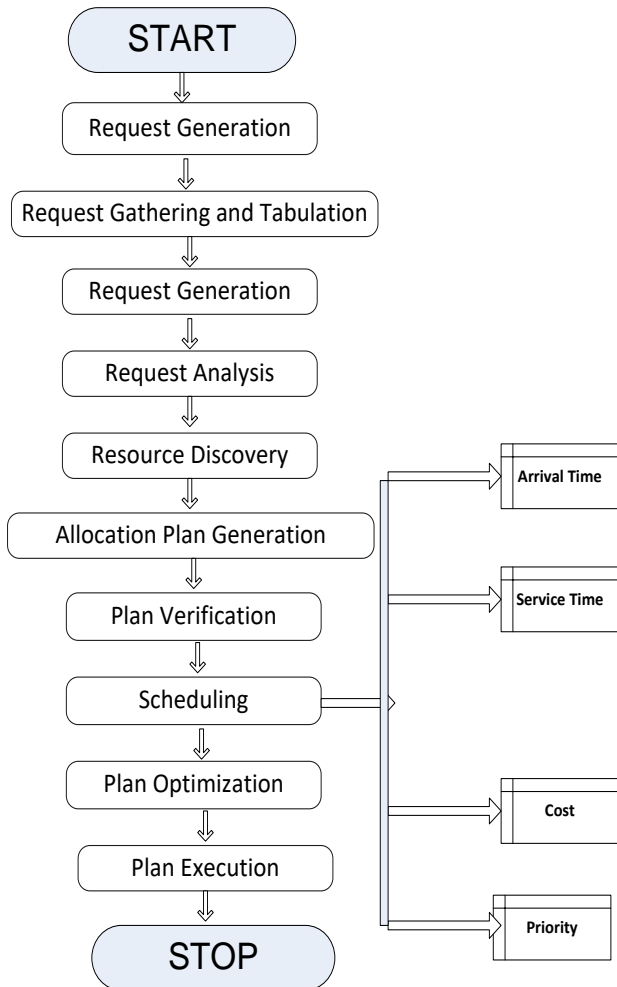 START
Request Generation
Request Gathering and Tabulation
Request Generation
Request Analysis
Resource Discovery
Allocation Plan Generation
Plan Verification
Scheduling
Plan Optimization
Plan Execution
STOP
Arrival Time
Service Time
Cost
Priority